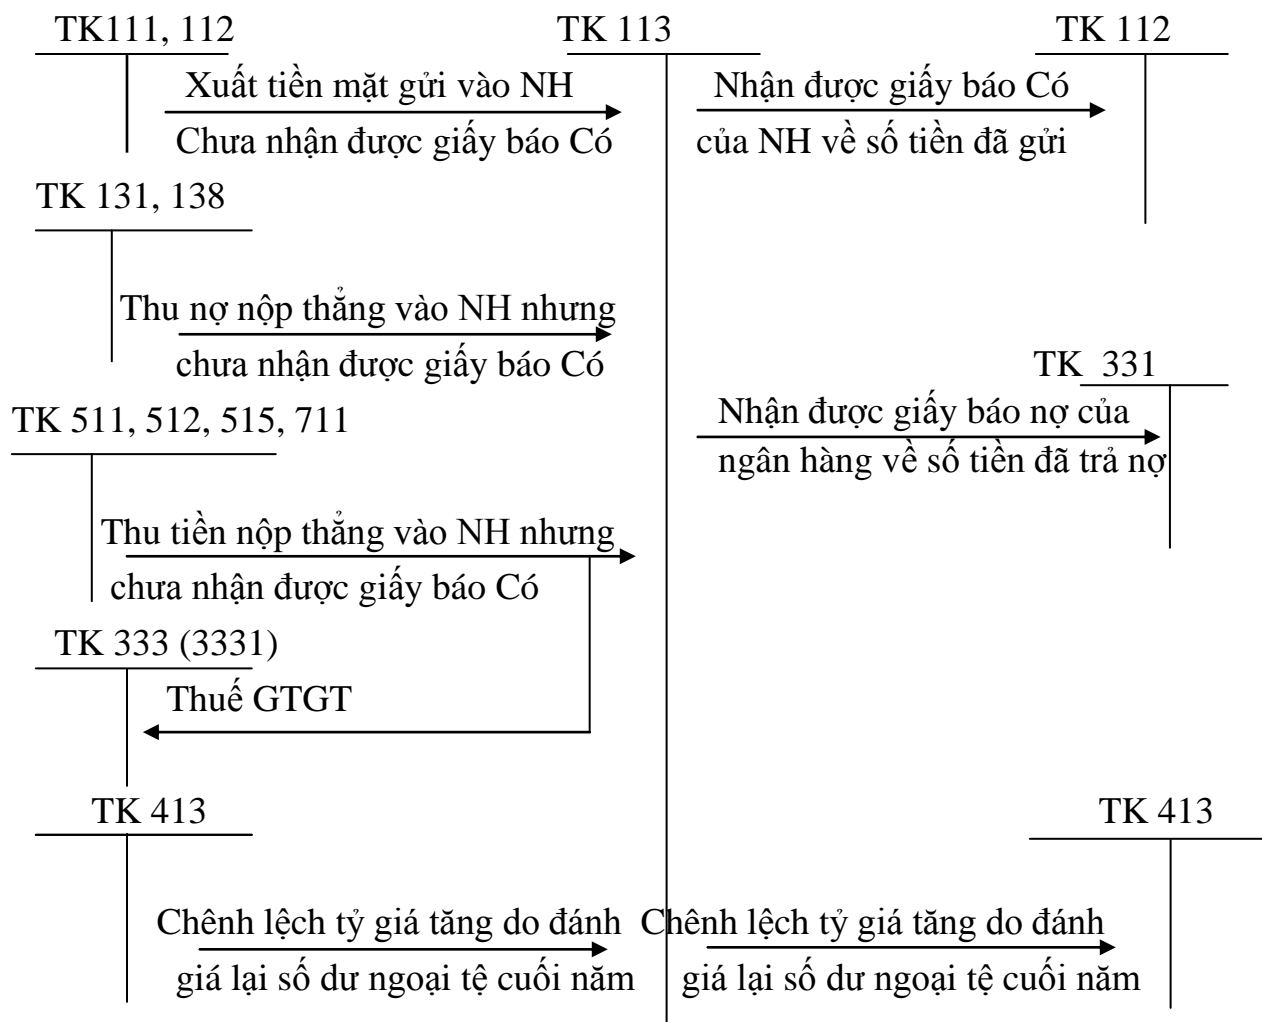 TK111, 112
TK 113
TK 112
Xuất tiền mặt gửi vào NH
Chưa nhận được giấy báo Có
Nhận được giấy báo Có
của NH về số tiền đã gửi
TK 131, 138
Thu nợ nộp thẳng vào NH nhưng
chưa nhận được giấy báo Có
TK 331
Nhận được giấy báo nợ của
ngân hàng về số tiền đã trả nợ
TK 511, 512, 515, 711
Thu tiền nộp thẳng vào NH nhưng
chưa nhận được giấy báo Có
TK 333 (3331)
Thuế GTGT
TK 413
TK 413
Chênh lệch tỷ giá tăng do đánh
giá lại số dư ngoại tệ cuối năm
Chênh lệch tỷ giá tăng do đánh
giá lại số dư ngoại tệ cuối năm